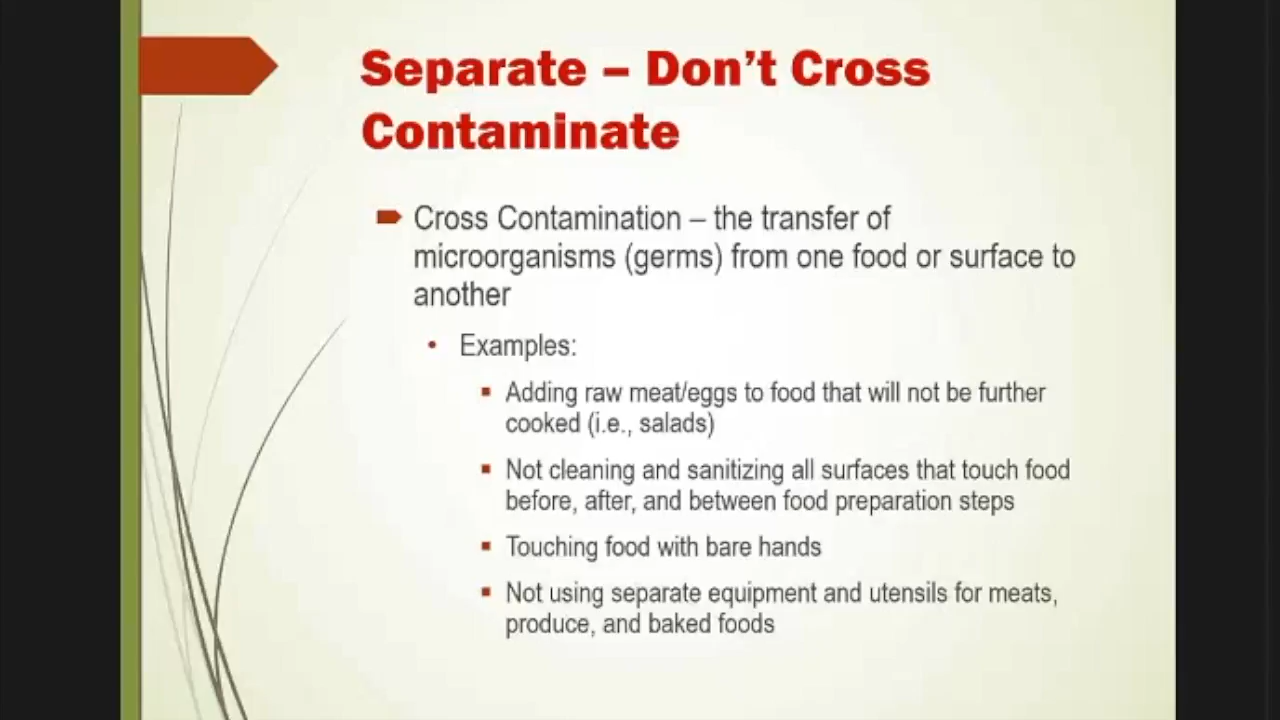 Separate – Don’t Cross
Contaminate
Cross Contamination – the transfer of
microorganisms (germs) from one food or surface to
another
• Examples:
▪ Adding raw meat/eggs to food that will not be further
cooked (i.e., salads)
▪ Not cleaning and sanitizing all surfaces that touch food
before, after, and between food preparation steps
▪ Touching food with bare hands
▪ Not using separate equipment and utensils for meats,
produce, and baked foods